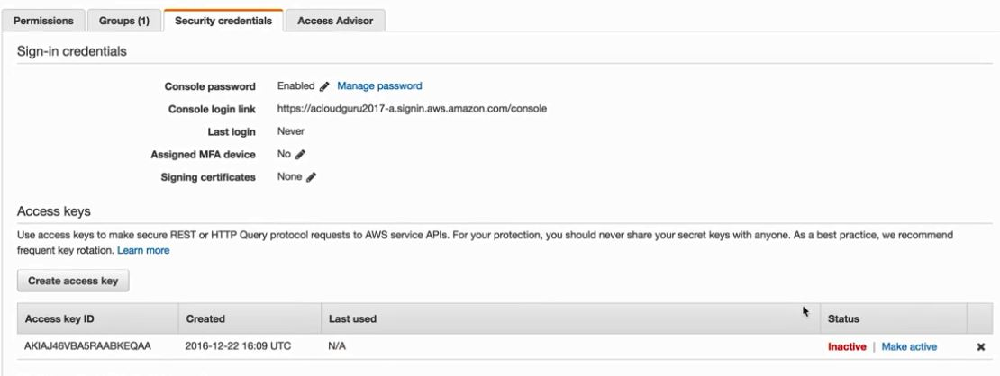 Permissions
Groups (1)
Security credentials
Access Advisor
Sign-in credentials
Console password Enabled Manage password
Console login link https://acloudguru2017-a.signin.aws.amazon.com/console
Last login Never
Assigned MFA device No
Signing certificates None
Access keys
Use access keys to make secure REST or HTTP Query protocol requests to AWS service APIs. For your protection, you should never share your secret keys with anyone. As a best practice, we recommend
frequent key rotation. Learn more
Create access key
Access key ID Created Last used Status
AKIAJ46VBA5RAABKEQAA 2016-12-22 16:09 UTC N/A Inactive | Make active